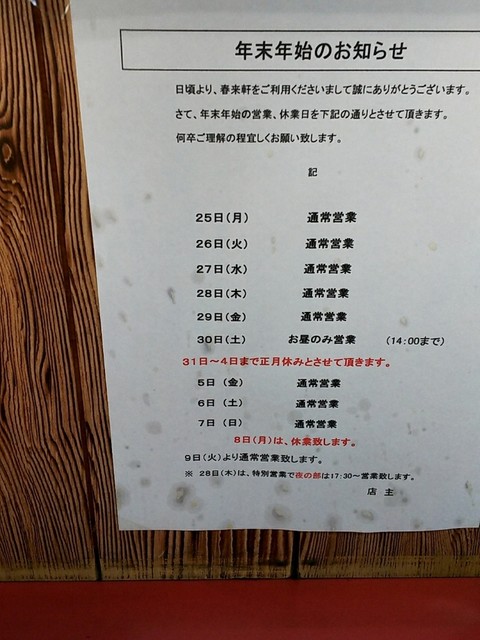 年末年始のお知らせ
日頃より、春来軒をご利用くださいまして誠にありがとうございます。
さて、年末年始の営業、休業日を下記の通りとさせて頂きます。
何卒ご理解の程宜しくお願い致します。
記
25日(月) 通常営業
26日(火) 通常営業
27日(水) 通常営業
28日(木) 通常営業
29日(金) 通常営業
30日(土) お昼のみ営業 (14:00まで)
31日～4日まで正月休みとさせて頂きます。
5日 (金) 通常営業
6日 (土) 通常営業
7日 (日) 通常営業
8日(月)は、休業致します。
9日(火)より通常営業致します。
※ 28日(木)は、特別営業で夜の部は17:30～営業致します。
店 主